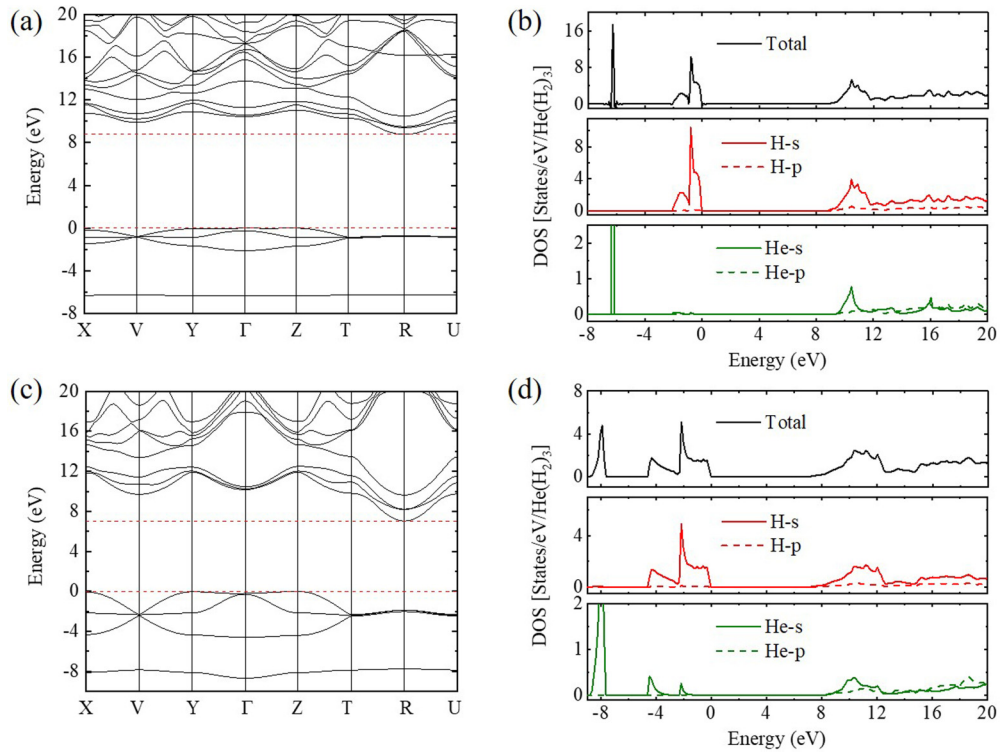 (a)
20
16
12
8
4
0
-4
-8
Energy (eV)
X V Y Γ Z T R U
(b)
16
8
0
Total
8
4
0
H-s
H-p
2
1
0
He-s
He-p
DOS [States/eV/He(H₂)₃]
-8 -4 0 4 8 12 16 20
Energy (eV)
(c)
20
16
12
8
4
0
-4
-8
Energy (eV)
X V Y Γ Z T R U
(d)
8
4
0
Total
4
0
H-s
H-p
2
1
0
He-s
He-p
DOS [States/eV/He(H₂)₃]
-8 -4 0 4 8 12 16 20
Energy (eV)